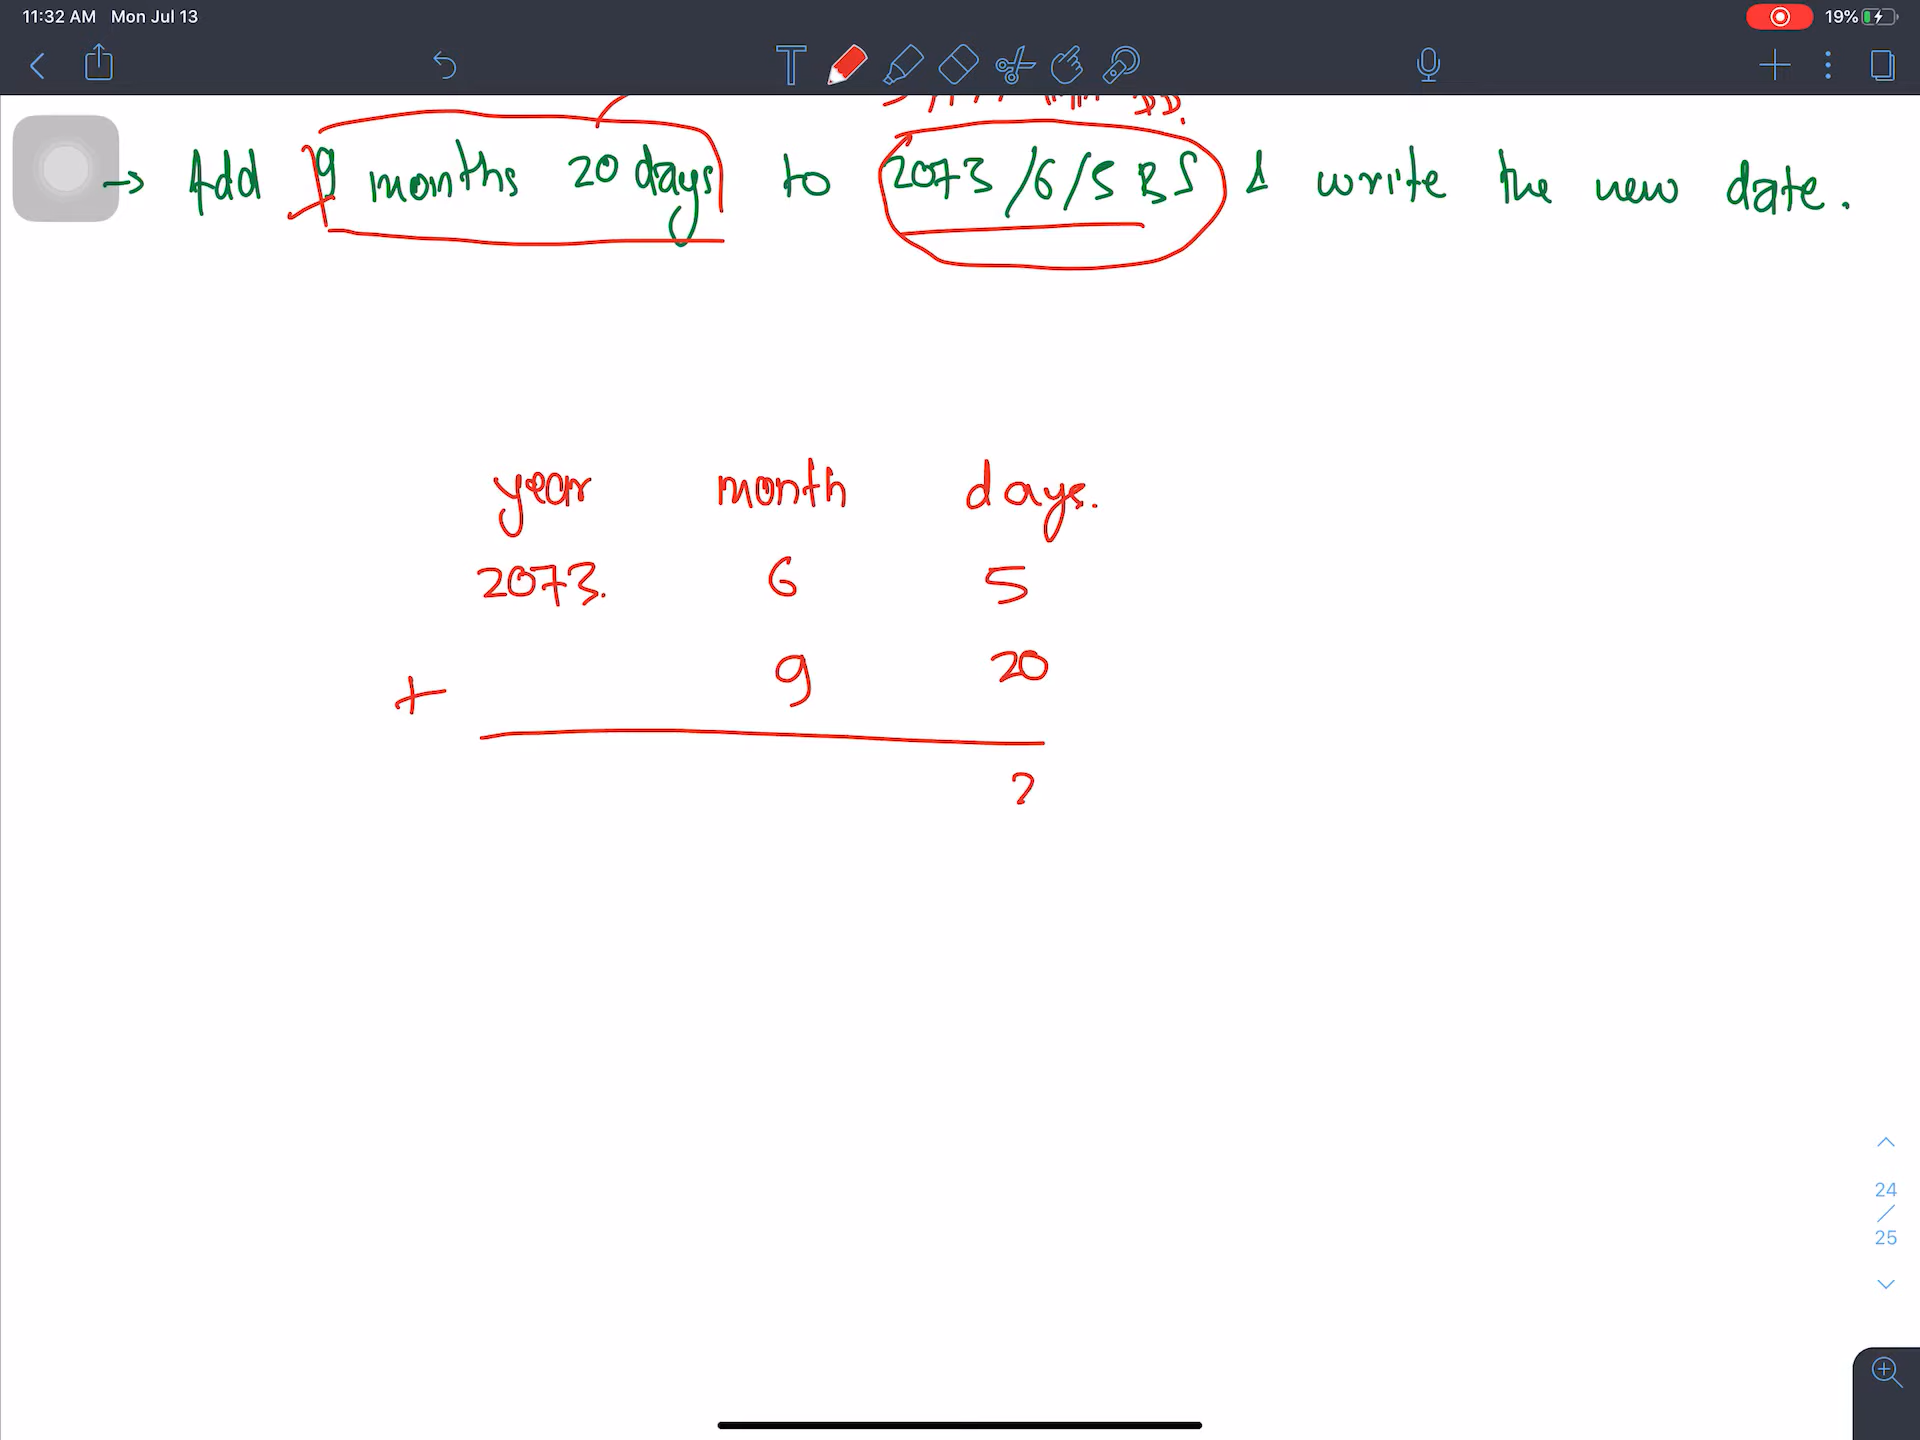 11:32 AM Mon Jul 13
19%
→ Add 9 months 20 days to 2073/6/5 BS & write the new date.
year month days.
2073. 6 5
+ 9 20
2
24
/
25